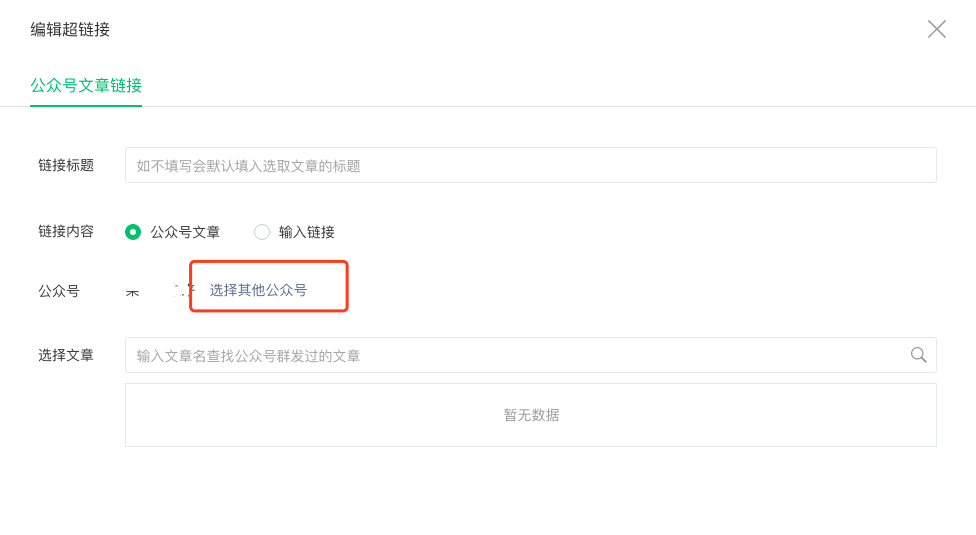 编辑超链接
公众号文章链接
链接标题 如不填写会默认填入选取文章的标题
链接内容 公众号文章 输入链接
公众号 选择其他公众号
选择文章 输入文章名查找公众号群发过的文章
暂无数据